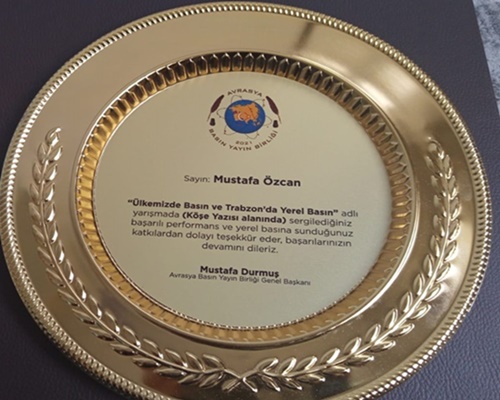 AVRASYA
2021
BASIN YAYIN BİRLİĞİ
Sayın: Mustafa Özcan
"Ülkemizde Basın ve Trabzon'da Yerel Basın" adlı
yarışmada (Köşe Yazısı alanında) sergilediğiniz
başarılı performans ve yerel basına sunduğunuz
katkılardan dolayı teşekkür eder, başarılarınızın
devamını dileriz.
Mustafa Durmuş
Avrasya Basın Yayın Birliği Genel Başkanı